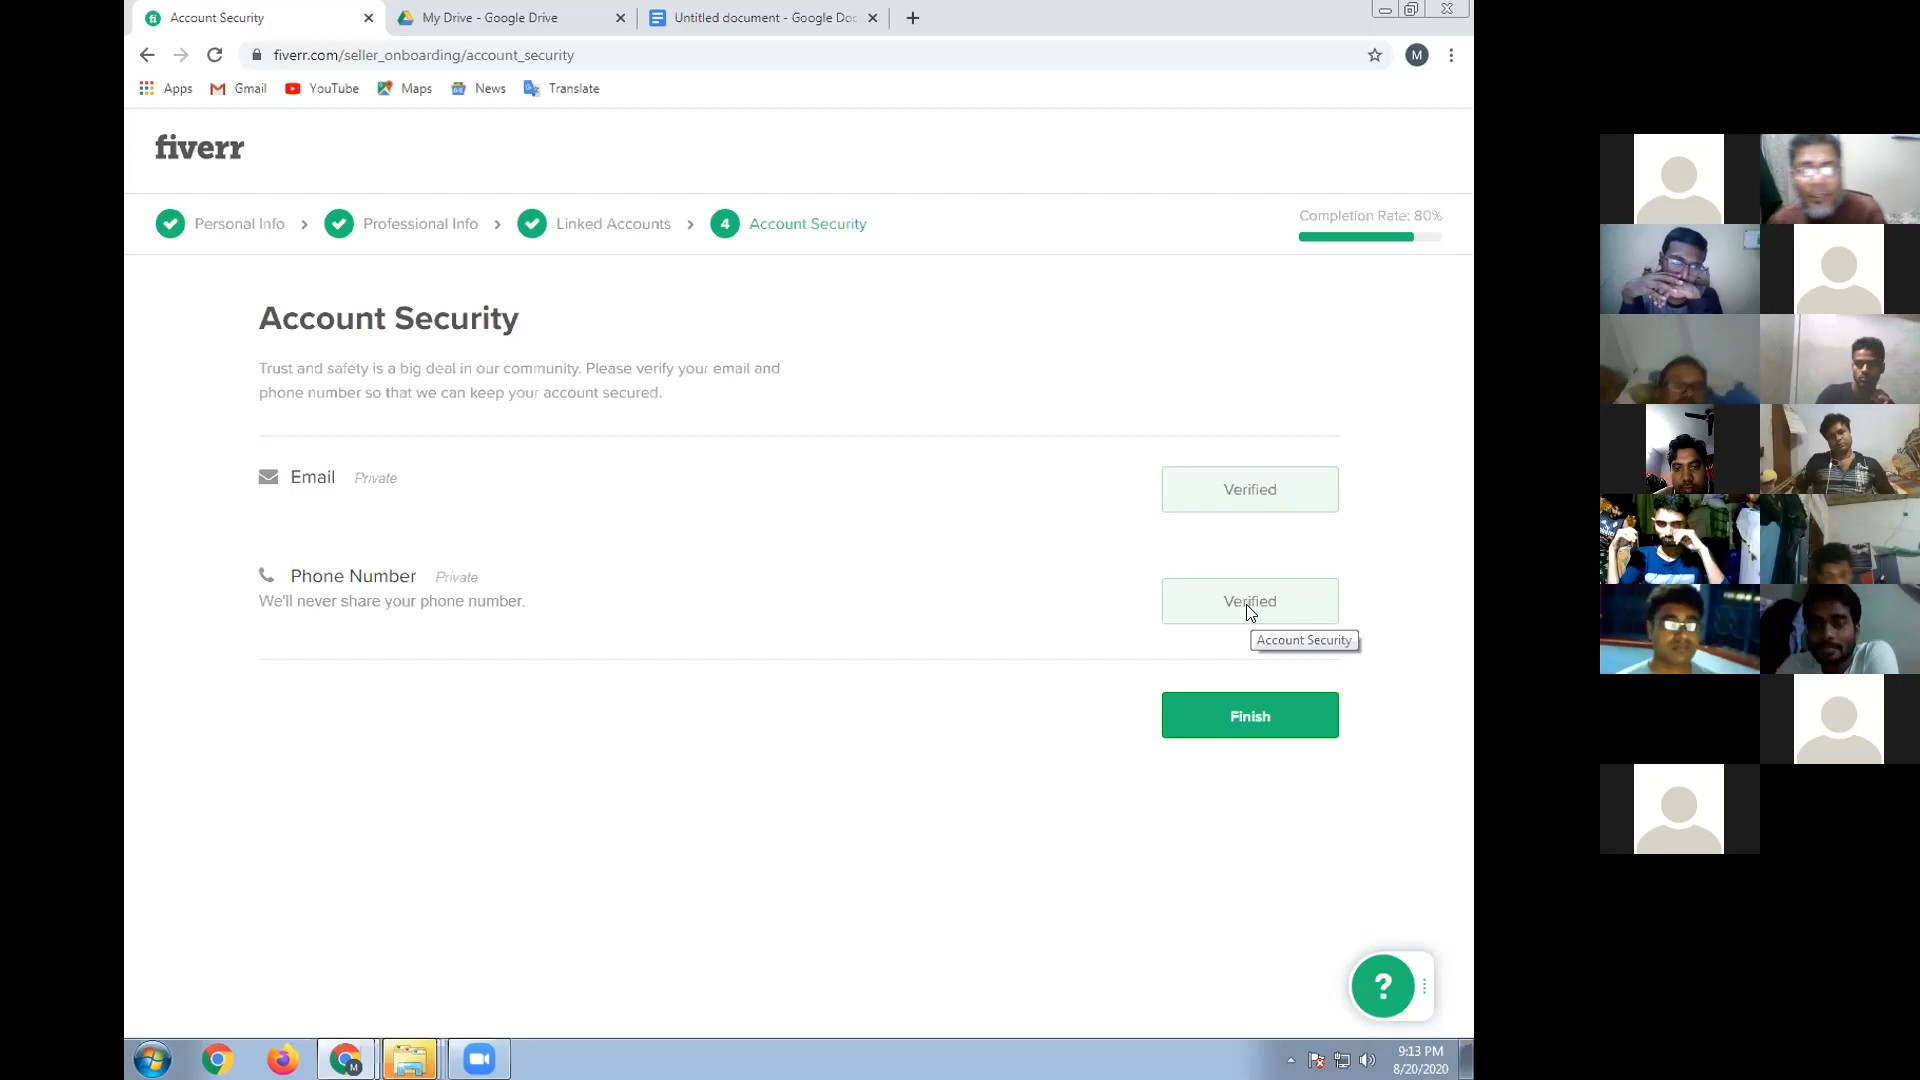 Account Security
My Drive - Google Drive
Untitled document - Google Doc
fiverr.com/seller_onboarding/account_security
M
Apps
Gmail
YouTube
Maps
News
Translate
fiverr
Personal Info
Professional Info
Linked Accounts
4
Account Security
Completion Rate: 80%
Account Security
Trust and safety is a big deal in our community. Please verify your email and
phone number so that we can keep your account secured.
Email Private
Verified
Phone Number Private
We'll never share your phone number.
Verified
Account Security
Finish
?
9:13 PM
8/20/2020